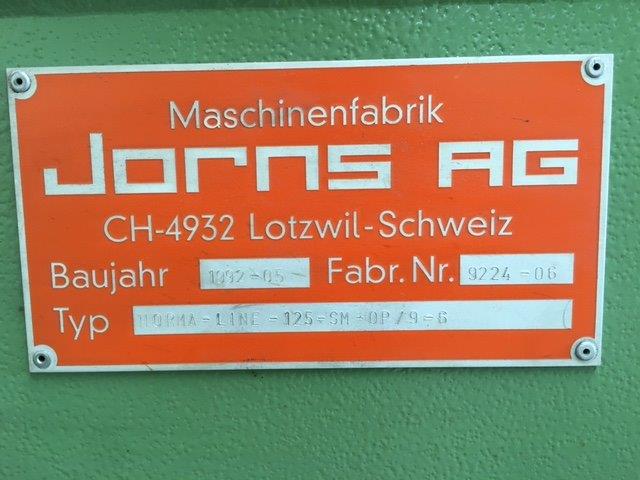 Maschinenfabrik
Jorns AG
CH-4932 Lotzwil-Schweiz
Baujahr 1992-05 Fabr. Nr. 9224-06
Typ NORMA-LINE-125-SM-OP/9-6